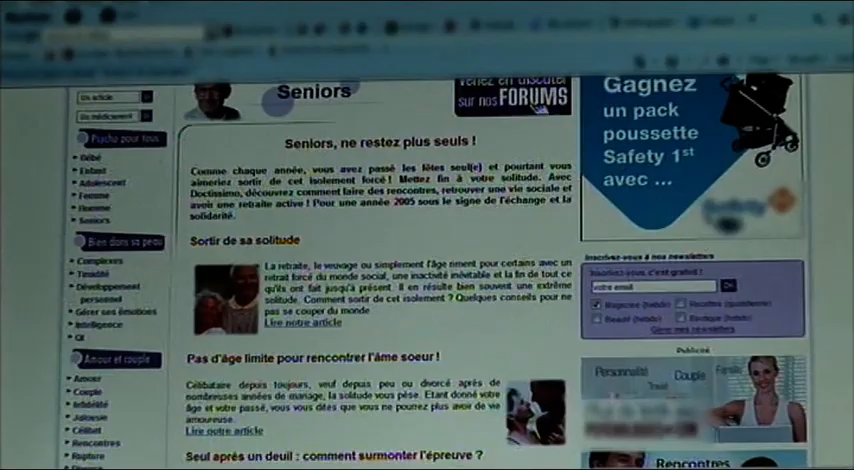 Seniors
Venez en discuter
sur nos FORUMS
Gagnez
un pack
poussette
Safety 1st
avec ...
Un article
Un médicament
Psycho pour tous
Bébé
Enfant
Adolescent
Femme
Homme
Seniors
Seniors, ne restez plus seuls !
Comme chaque année, vous avez passé les fêtes seul(e) et pourtant vous
aimeriez sortir de cet isolement forcé ! Mettez fin à votre solitude. Avec
Doctissimo, découvrez comment faire des rencontres, retrouver une vie sociale et
avoir une retraite active ! Pour une année 2005 sous le signe de l'échange et la
solidarité.
Bien dans sa peau
Complexes
Timidité
Développement
personnel
Gérer ses émotions
Intelligence
QI
Sortir de sa solitude
La retraite, le veuvage ou simplement l'âge riment pour certains avec un
retrait forcé du monde social, une inactivité inévitable et la fin de tout ce
qu'ils ont fait jusqu'à présent. Il en résulte bien souvent une extrême
solitude. Comment sortir de cet isolement ? Quelques conseils pour ne
pas se couper du monde
Lire notre article
Inscrivez-vous à nos newsletters
Inscrivez-vous, c'est gratuit !
votre email
Ok
Gérer mes newsletters
Publicité
Amour et couple
Amour
Couple
Infidélité
Jalousie
Célibat
Rencontres
Rupture
Pas d'âge limite pour rencontrer l'âme soeur !
Célibataire depuis toujours, veuf depuis peu ou divorcé après de
nombreuses années de mariage, la solitude vous pèse. Etant donné votre
âge et votre passé, vous vous dites que vous ne pourrez plus avoir de vie
amoureuse.
Lire notre article
Seul après un deuil : comment surmonter l'épreuve ?
Personnalité
Travail
Couple
Famille
Rencontres